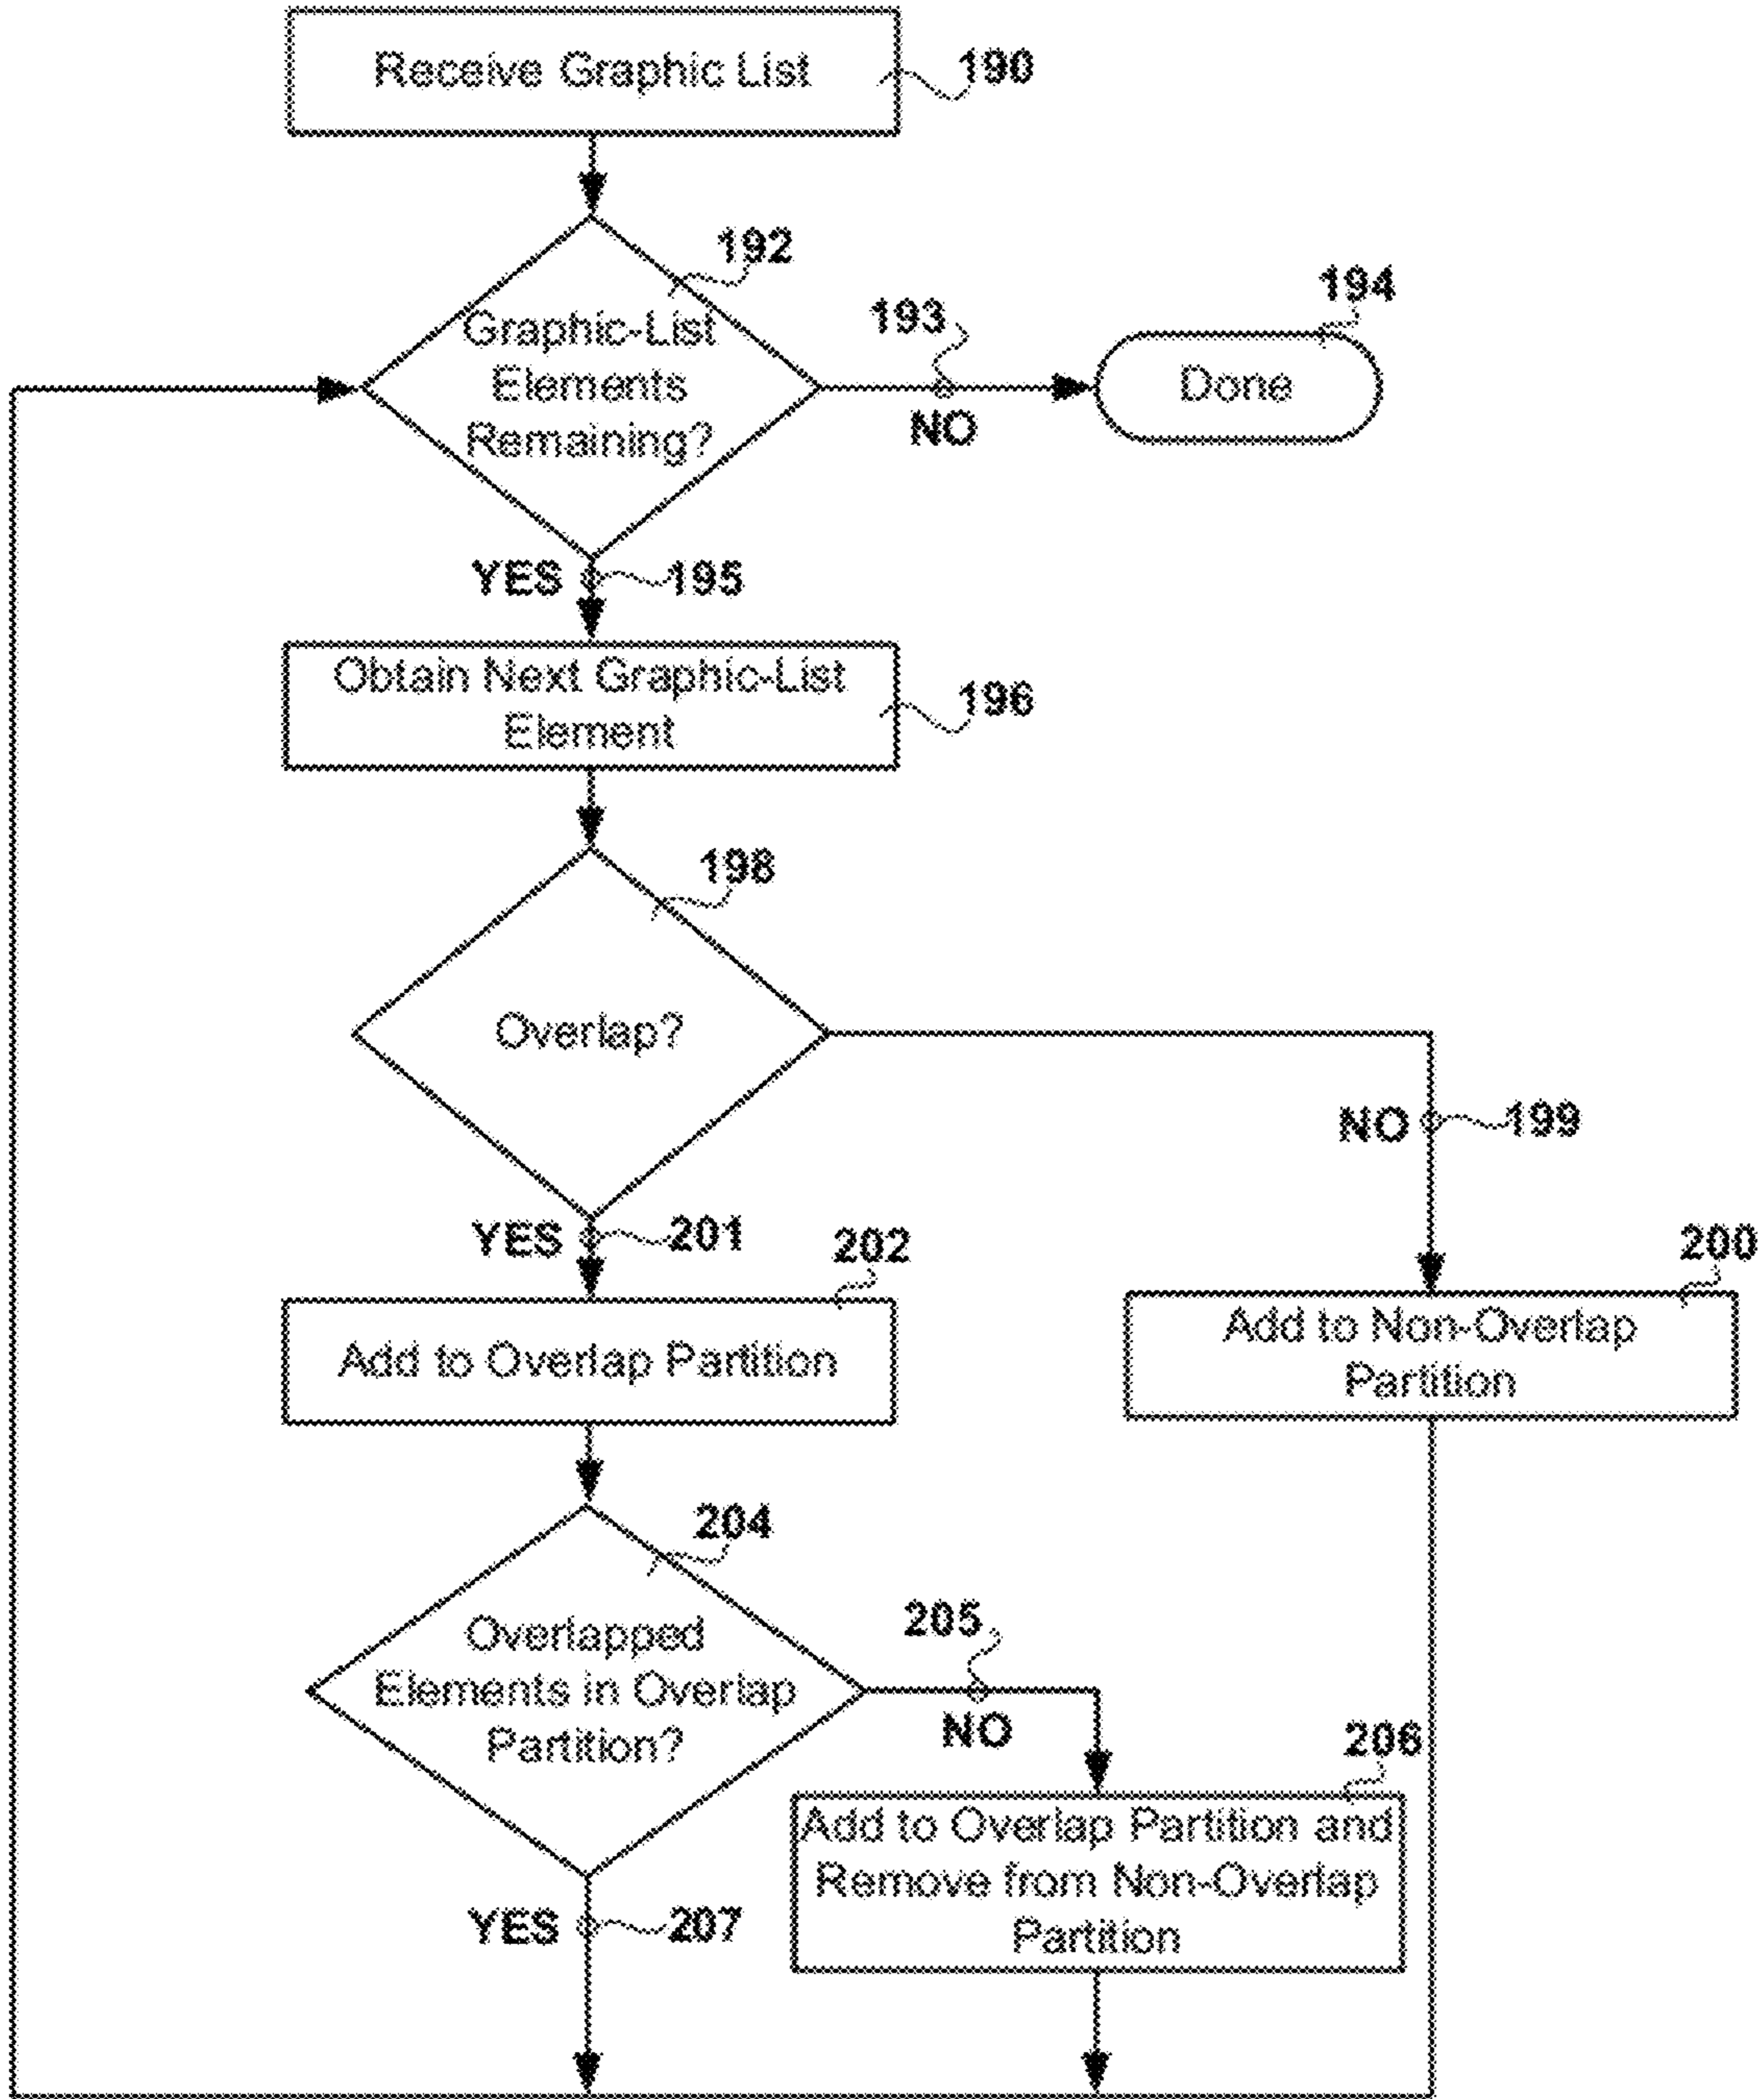 Receive Graphic List
190
192
Graphic-List
Elements
Remaining?
193
NO
194
Done
YES
195
Obtain Next Graphic-List
Element
196
198
Overlap?
NO
199
YES
201
202
Add to Overlap Partition
200
Add to Non-Overlap
Partition
204
Overlapped
Elements in Overlap
Partition?
205
NO
206
Add to Overlap Partition and
Remove from Non-Overlap
Partition
YES
207